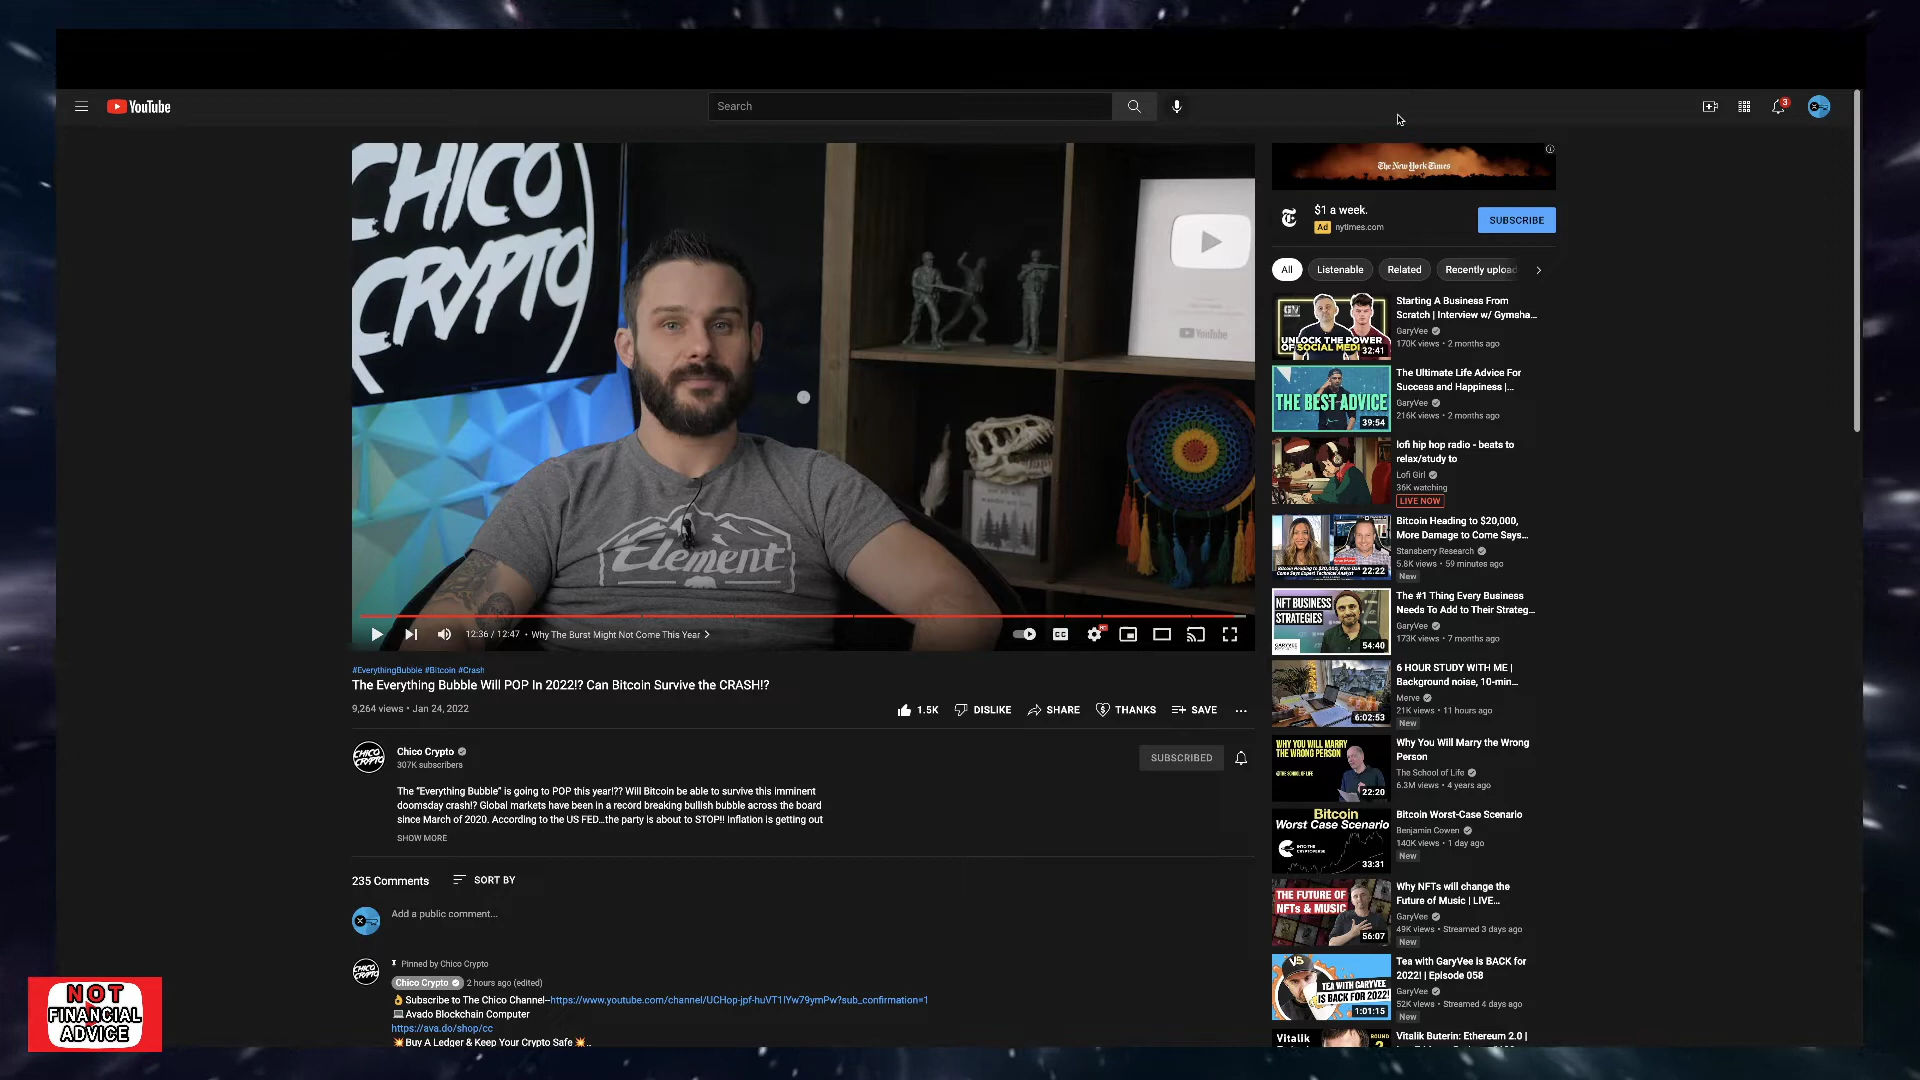 YouTube
Search
3
CHICO
CRYPTO
YouTube
Element
12:36 / 12:47 • Why The Burst Might Not Come This Year
CC
#EverythingBubble #Bitcoin #Crash
The Everything Bubble Will POP In 2022!? Can Bitcoin Survive the CRASH!?
9,264 views • Jan 24, 2022
1.5K DISLIKE SHARE THANKS SAVE
Chico Crypto
307K subscribers
SUBSCRIBED
The “Everything Bubble” is going to POP this year!?? Will Bitcoin be able to survive this imminent
doomsday crash!? Global markets have been in a record breaking bullish bubble across the board
since March of 2020. According to the US FED...the party is about to STOP!! Inflation is getting out
SHOW MORE
235 Comments SORT BY
Add a public comment...
Pinned by Chico Crypto
Chico Crypto 2 hours ago (edited)
👌Subscribe to The Chico Channel--https://www.youtube.com/channel/UCHop-jpf-huVT1IYw79ymPw?sub_confirmation=1
💻Avado Blockchain Computer
https://ava.do/shop/cc
💥Buy A Ledger & Keep Your Crypto Safe 💥..
The New York Times
$1 a week.
Ad nytimes.com
SUBSCRIBE
All Listenable Related Recently upload
UNLOCK THE POWER
OF SOCIAL MEDI
32:41
Starting A Business From
Scratch | Interview w/ Gymsha...
GaryVee
170K views • 2 months ago
THE BEST ADVICE
39:54
The Ultimate Life Advice For
Success and Happiness |...
GaryVee
216K views • 2 months ago
lofi hip hop radio - beats to
relax/study to
Lofi Girl
36K watching
LIVE NOW
22:22
Bitcoin Heading to $20,000,
More Damage to Come Says...
Stansberry Research
5.8K views • 59 minutes ago
New
NFT BUSINESS
STRATEGIES
54:40
The #1 Thing Every Business
Needs To Add to Their Strateg...
GaryVee
173K views • 7 months ago
6:02:53
6 HOUR STUDY WITH ME |
Background noise, 10-min...
Merve
21K views • 11 hours ago
New
WHY YOU WILL MARRY
THE WRONG PERSON
@THE SCHOOL OF LIFE
22:20
Why You Will Marry the Wrong
Person
The School of Life
6.3M views • 4 years ago
Bitcoin
Worst Case Scenario
INTO THE
CRYPTOVERSE
33:31
Bitcoin Worst-Case Scenario
Benjamin Cowen
140K views • 1 day ago
New
THE FUTURE OF
NFTs & MUSIC
56:07
Why NFTs will change the
Future of Music | LIVE...
GaryVee
49K views • Streamed 3 days ago
New
TEA WITH GARYVEE
IS BACK FOR 2022!
1:01:15
Tea with GaryVee is BACK for
2022! | Episode 058
GaryVee
52K views • Streamed 4 days ago
New
Vitalik
ROUND
Vitalik Buterin: Ethereum 2.0 |
NOT
FINANCIAL
ADVICE